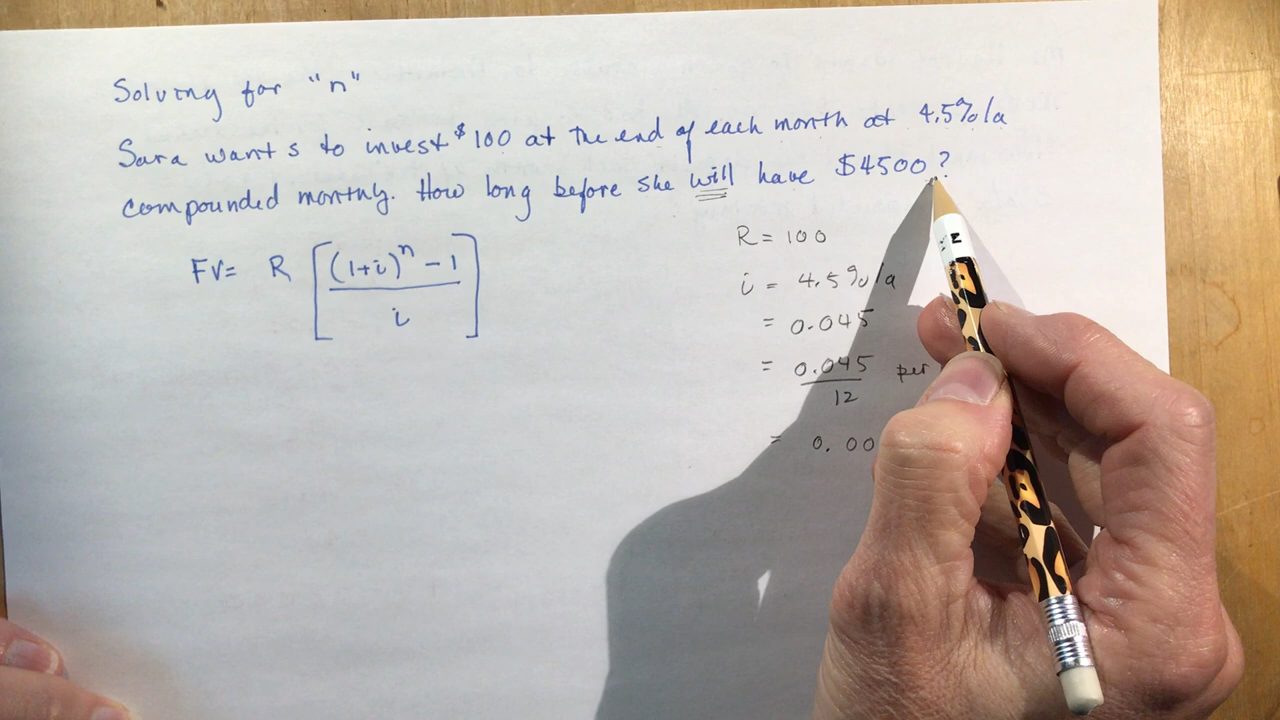 Solving for "n"
Sara wants to invest $100 at the end of each month at 4.5%/a
compounded montnly. How long before she will have $4500?
FV= R [(1+i)^n - 1 / i]
R = 100
i = 4.5%/a
= 0.045
= 0.045 / 12 per
= 0.00